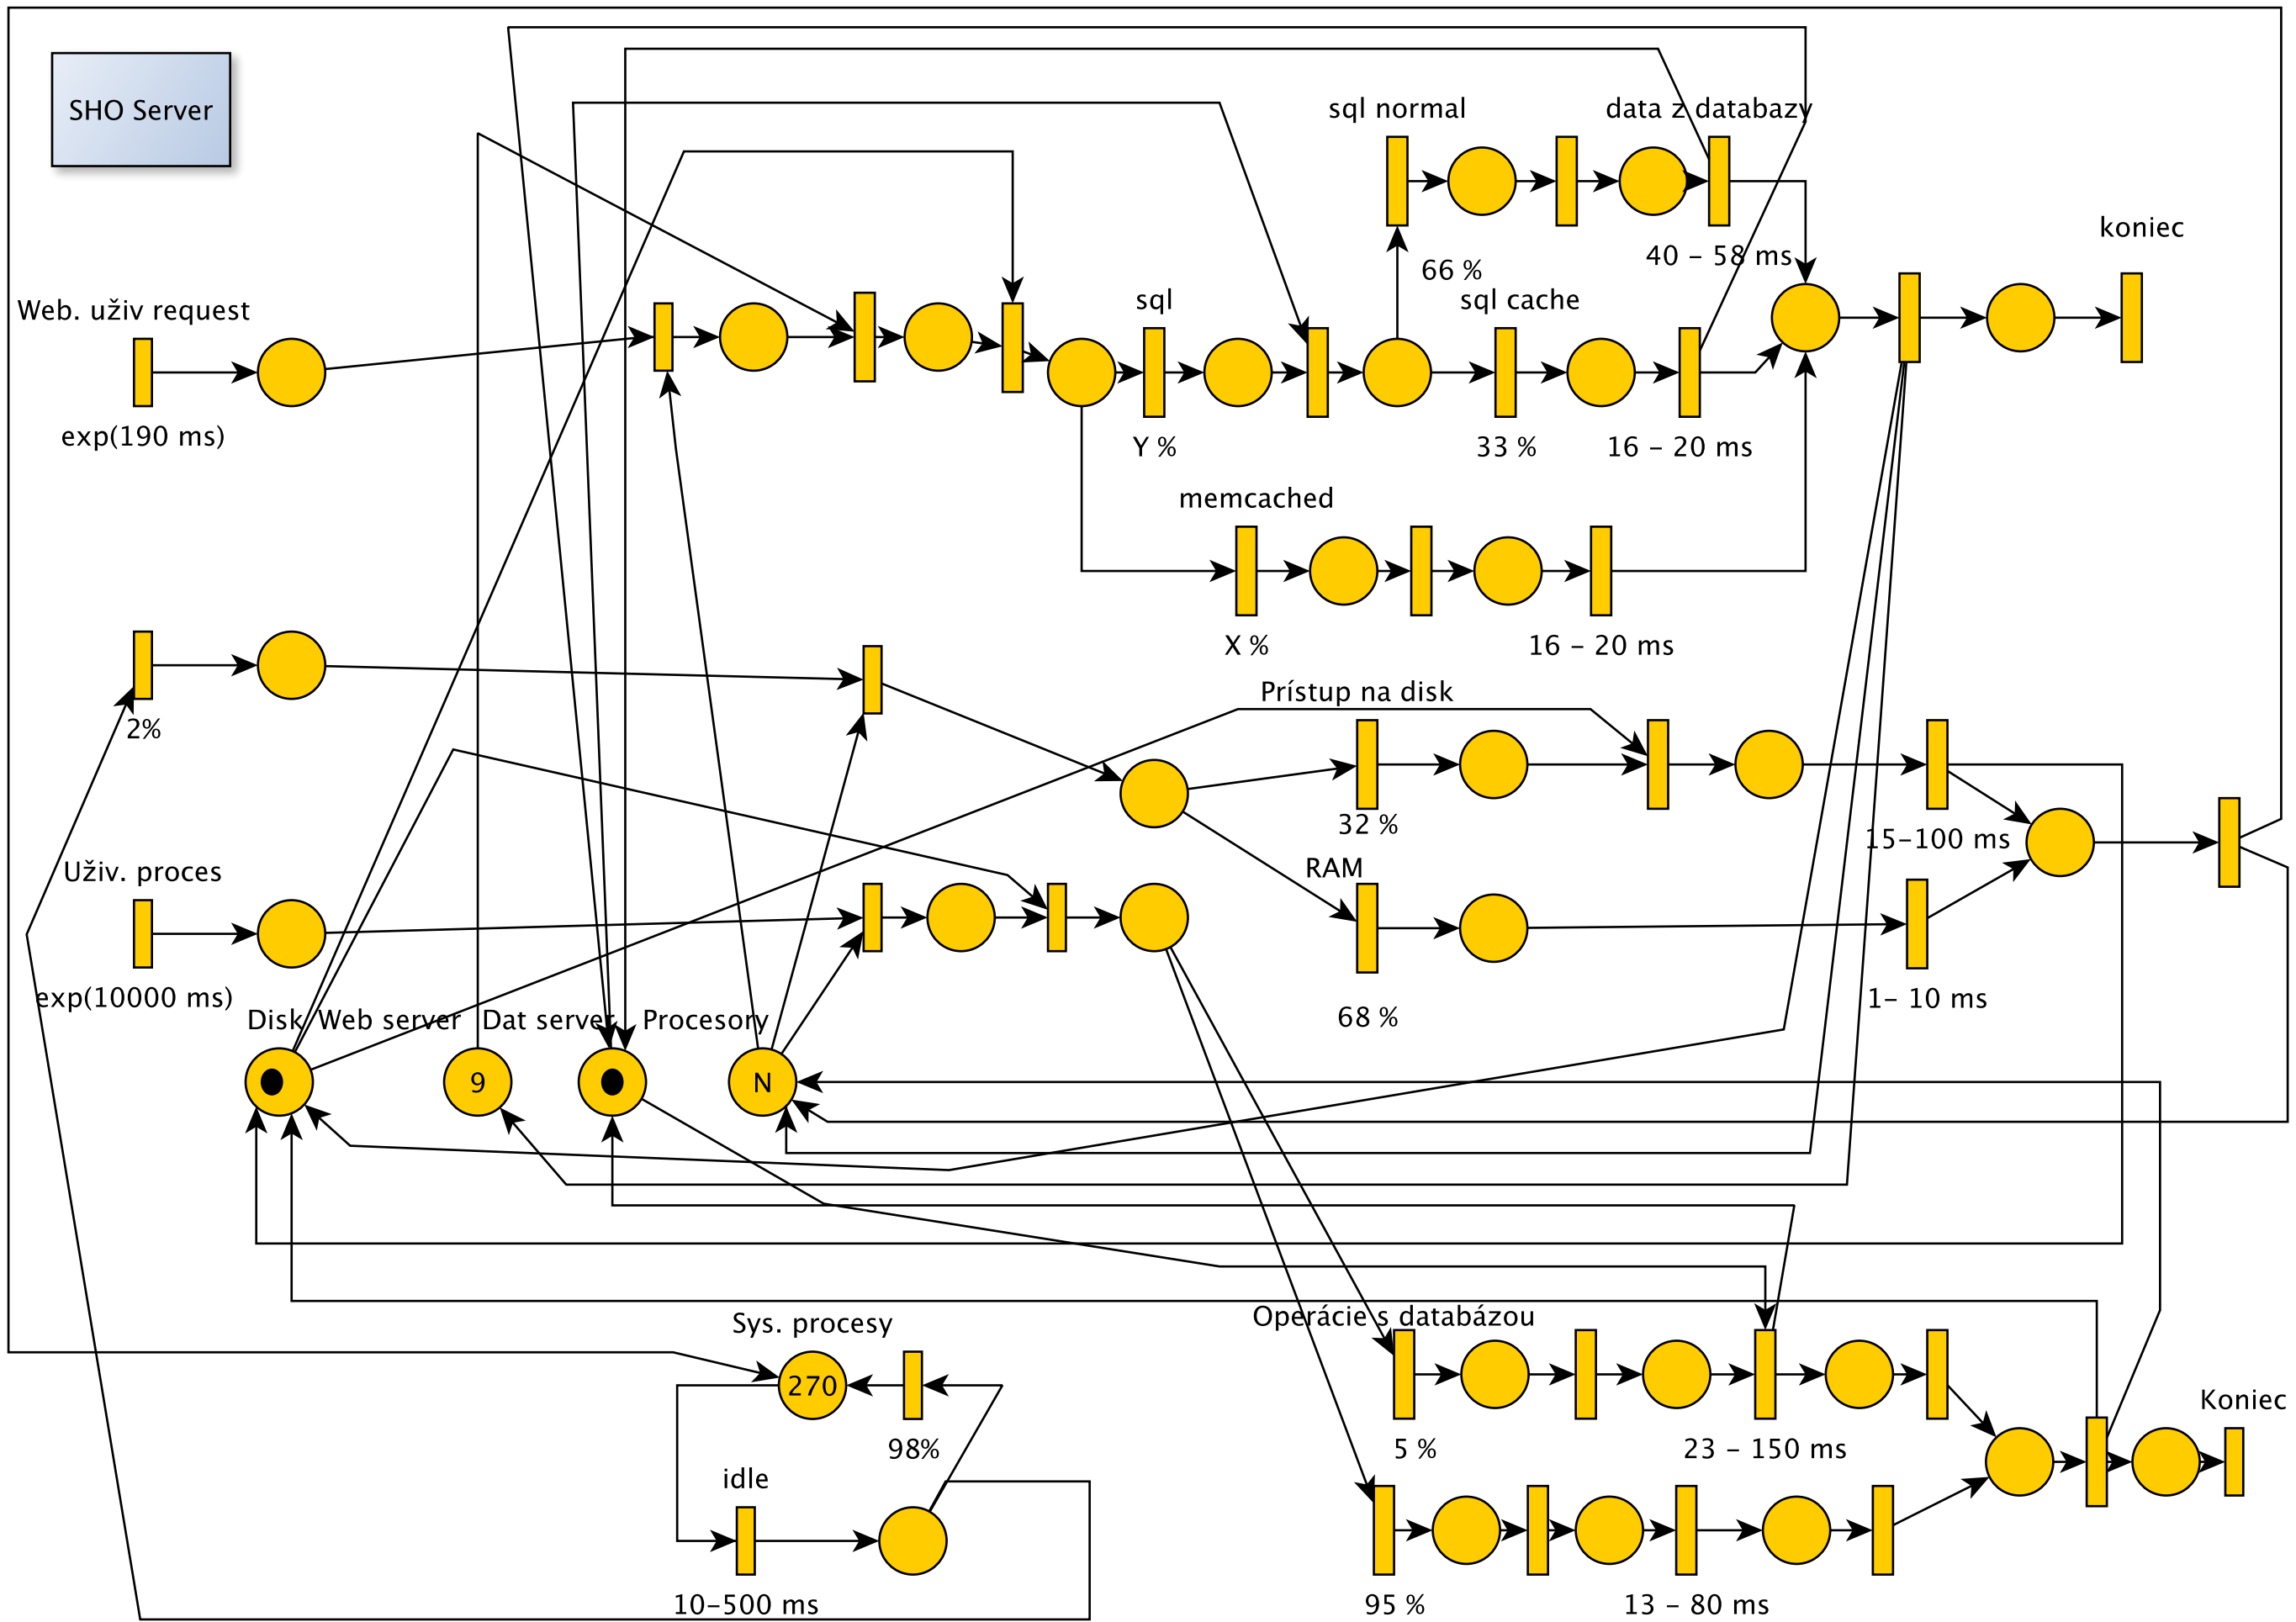 SHO Server
sql normal
data z databazy
koniec
40 – 58 ms
66 %
Web. uživ request
sql
sql cache
exp(190 ms)
Y %
33 %
16 – 20 ms
memcached
X %
16 – 20 ms
Prístup na disk
2%
32 %
15–100 ms
RAM
Uživ. proces
exp(10000 ms)
1– 10 ms
68 %
Disk
Web server
Dat server
Procesory
9
N
Operácie s databázou
Sys. procesy
270
98%
5 %
23 – 150 ms
Koniec
idle
10–500 ms
95 %
13 – 80 ms